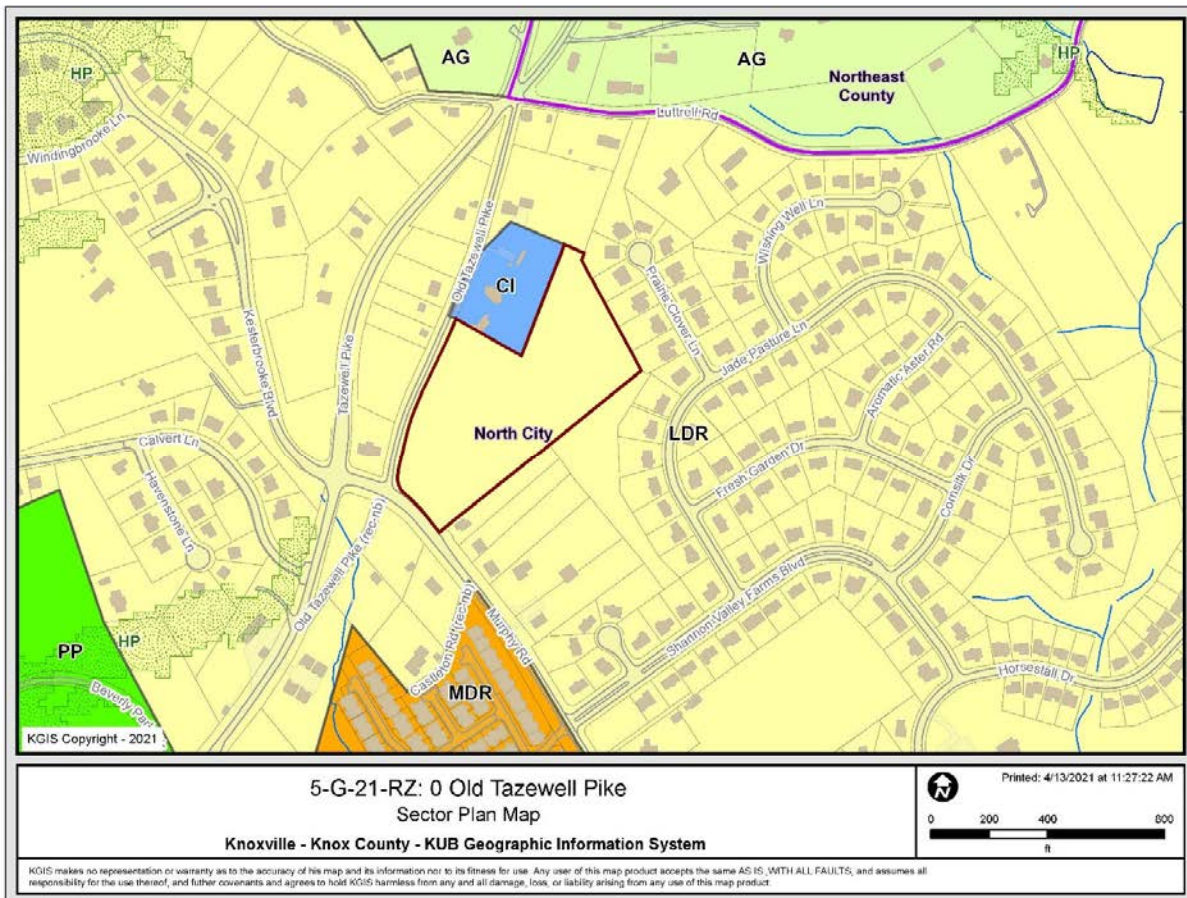 HP
AG
AG
HP
Northeast
County
Luttrell Rd
Windingbrooke Ln
Wishing Well Ln
Old Tazewell Pike
Prairie Clover Ln
CI
Kesterbrooke Blvd
Tazewell Pike
Jade Pasture Ln
Aromatic Aster Rd
North City
LDR
Calvert Ln
Fresh Garden Dr
Cornsilk Dr
Havenstone Ln
Old Tazewell Pike (rec-nb)
Castleton Rd (rec-nb)
Murphy Rd
Shannon Valley Farms Blvd
HP
PP
MDR
Horsestall Dr
Beverly Par
KGIS Copyright - 2021
5-G-21-RZ: 0 Old Tazewell Pike
Sector Plan Map
Knoxville - Knox County - KUB Geographic Information System
N
Printed: 4/13/2021 at 11:27:22 AM
0 200 400 800
ft
KGIS makes no representation or warranty as to the accuracy of his map and its information nor to its fitness for use. Any user of this map product accepts the same AS IS ,WITH ALL FAULTS, and assumes all
responsibility for the use thereof, and futher covenants and agrees to hold KGIS harmless from any and all damage, loss, or liability arising from any use of this map product.